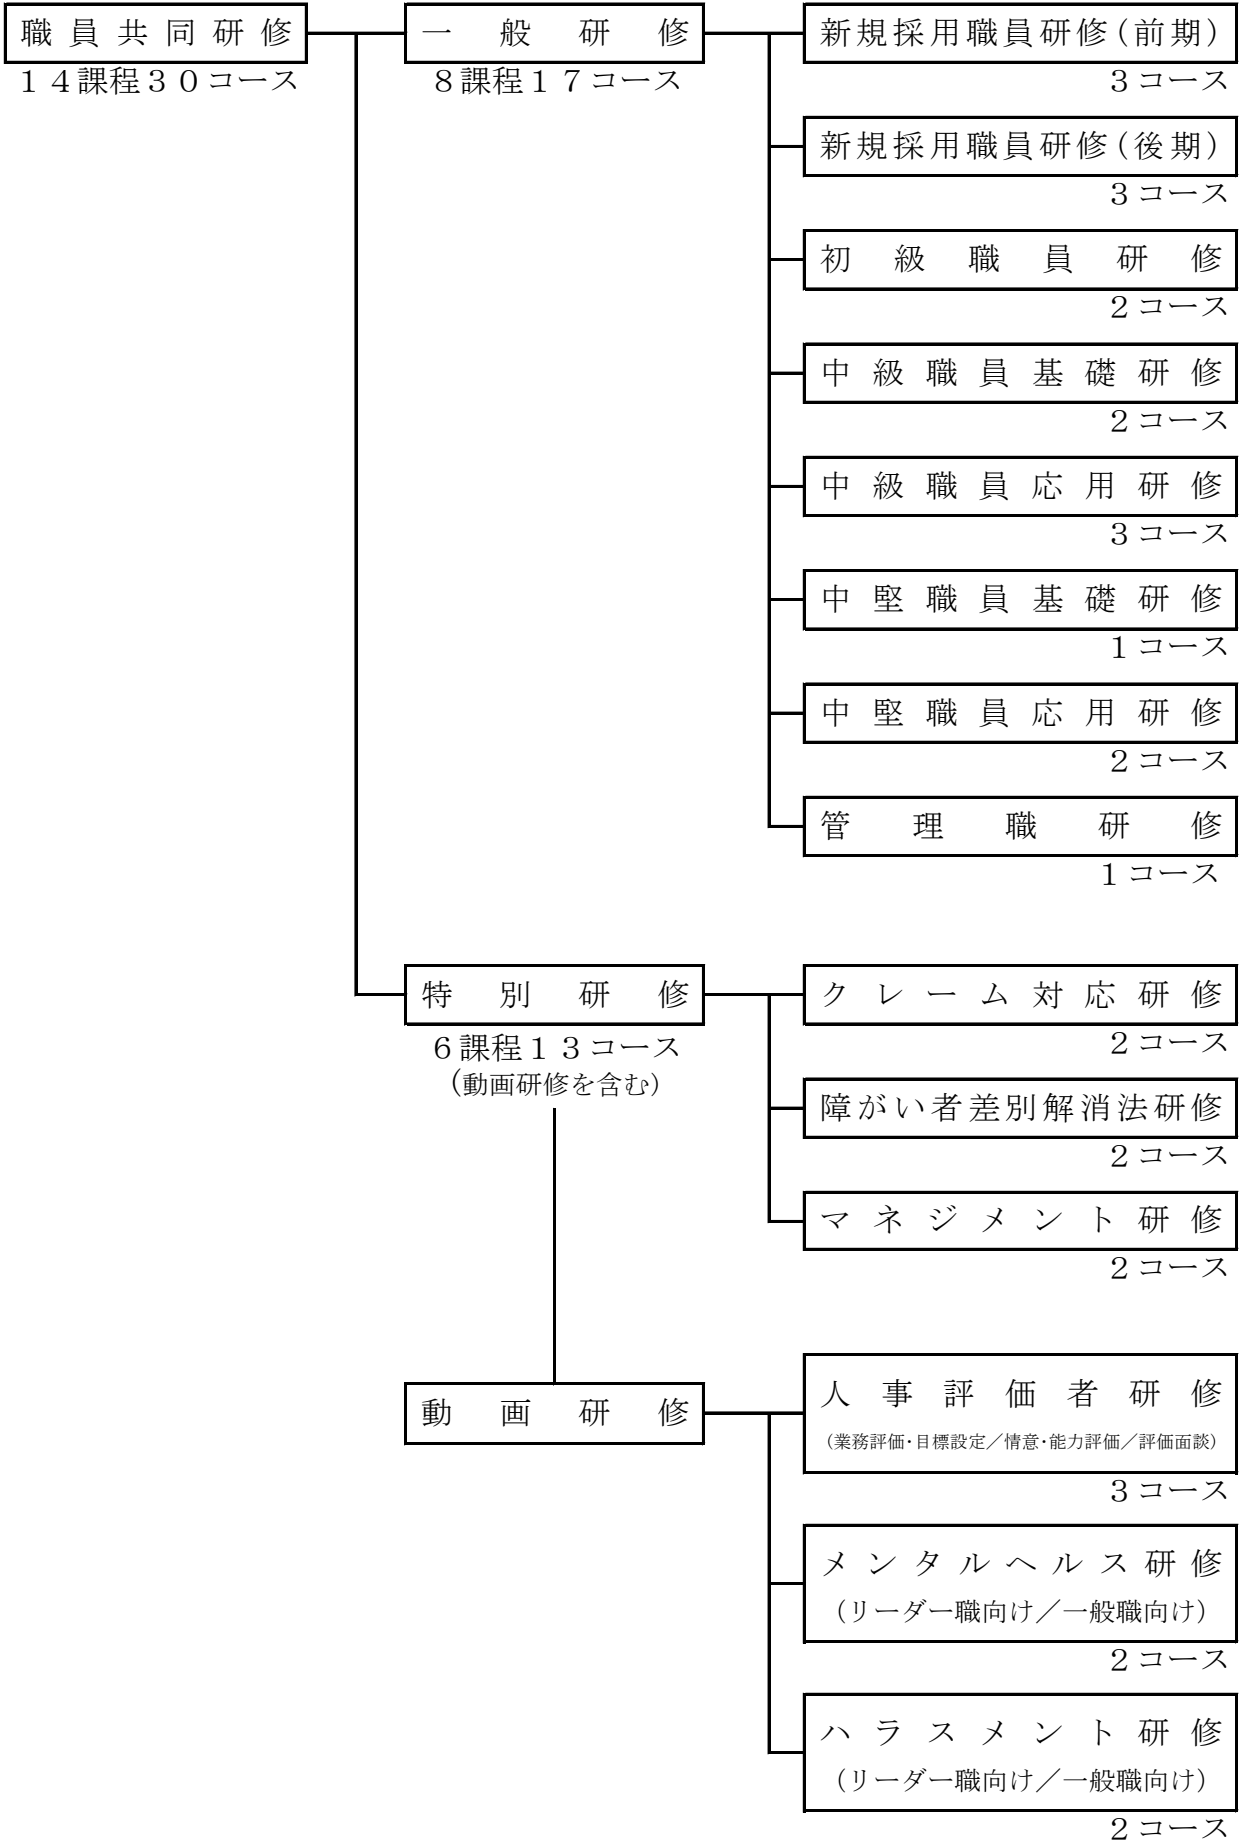 職員共同研修
１４課程３０コース
一般研修
８課程１７コース
新規採用職員研修(前期)
３コース
新規採用職員研修(後期)
３コース
初級職員研修
２コース
中級職員基礎研修
２コース
中級職員応用研修
３コース
中堅職員基礎研修
１コース
中堅職員応用研修
２コース
管理職研修
１コース
特別研修
６課程１３コース
(動画研修を含む)
クレーム対応研修
２コース
障がい者差別解消法研修
２コース
マネジメント研修
２コース
動画研修
人事評価者研修
(業務評価・目標設定／情意・能力評価／評価面談)
３コース
メンタルヘルス研修
(リーダー職向け／一般職向け)
２コース
ハラスメント研修
(リーダー職向け／一般職向け)
２コース